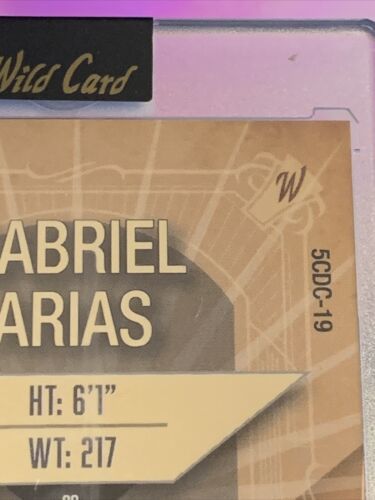 Wild Card
W
5CDC-19
ABRIEL
ARIAS
HT: 6'1"
WT: 217